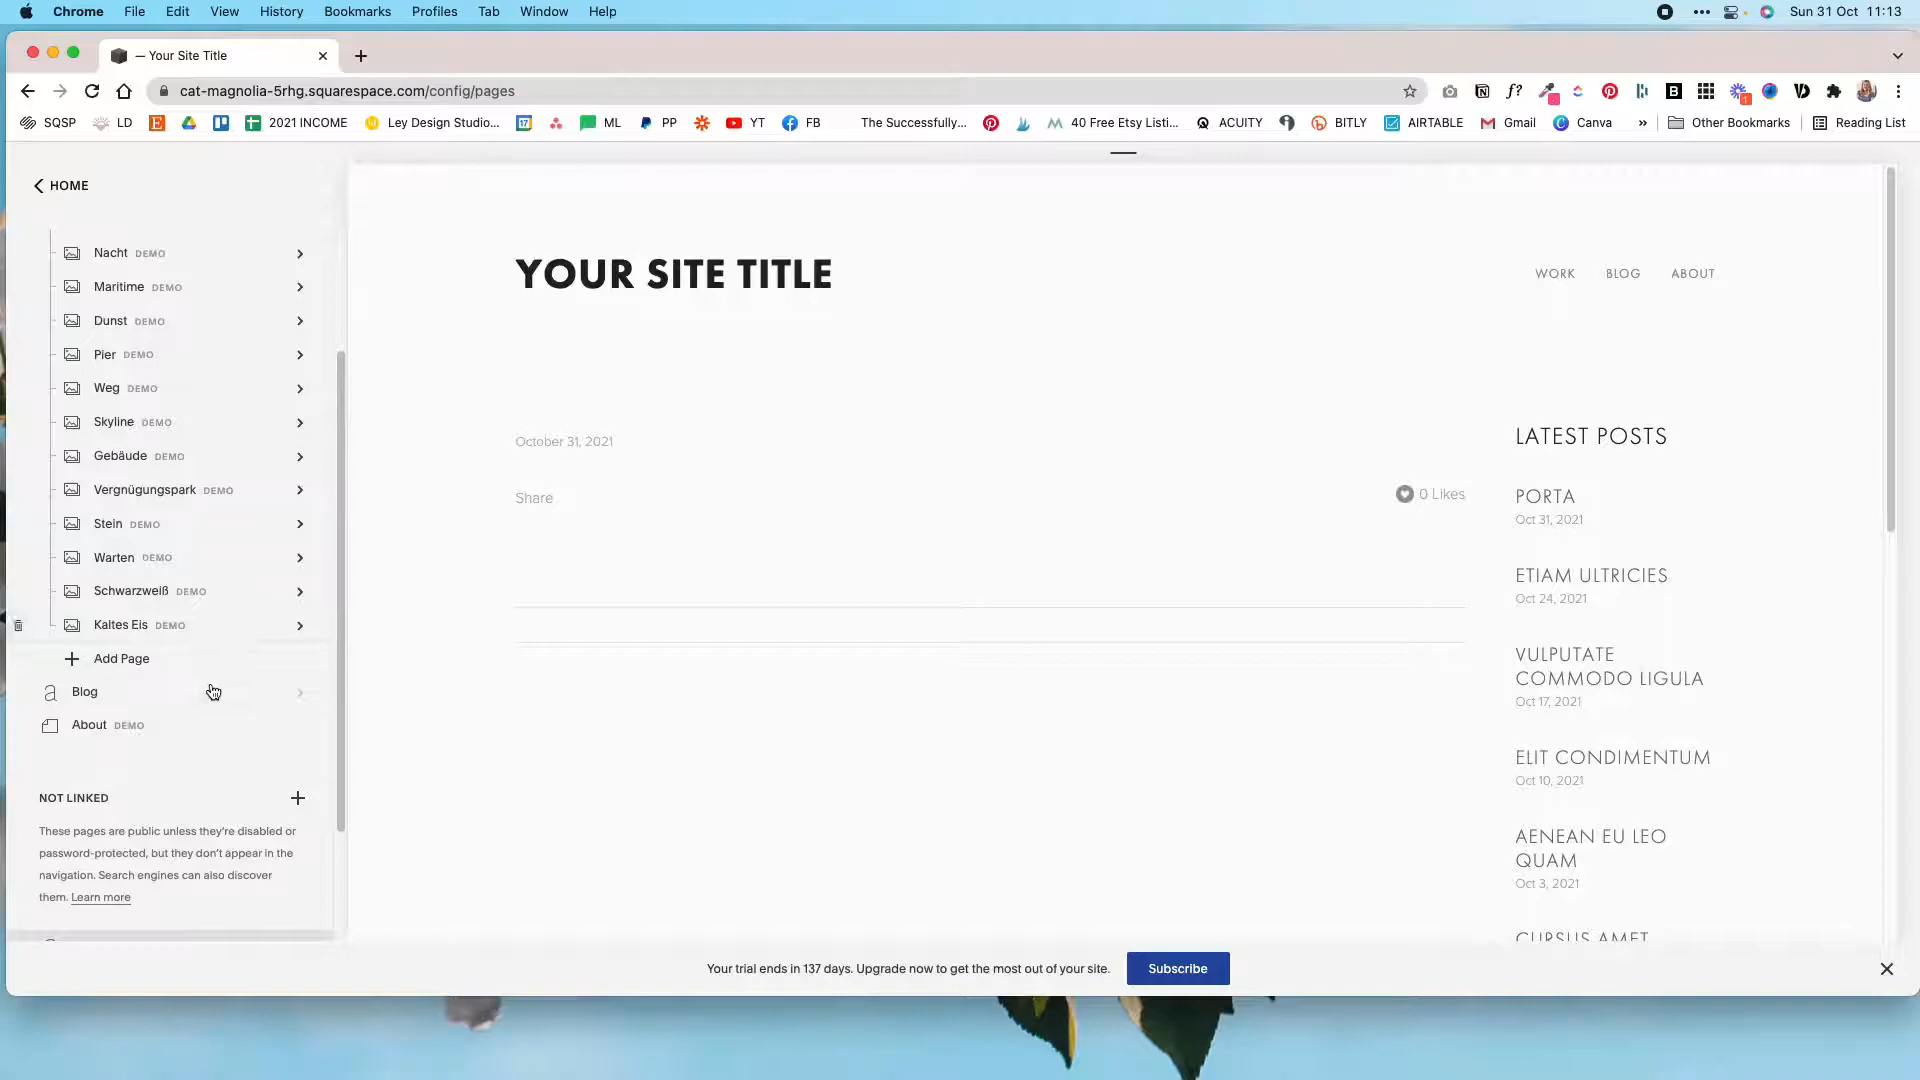 Chrome File Edit View History Bookmarks Profiles Tab Window Help Sun 31 Oct 11:13
— Your Site Title
cat-magnolia-5rhg.squarespace.com/config/pages
SQSP LD 2021 INCOME Ley Design Studio... ML PP YT FB The Successfully... 40 Free Etsy Listi... ACUITY BITLY AIRTABLE Gmail Canva » Other Bookmarks Reading List
HOME
Nacht DEMO
Maritime DEMO
Dunst DEMO
Pier DEMO
Weg DEMO
Skyline DEMO
Gebäude DEMO
Vergnügungspark DEMO
Stein DEMO
Warten DEMO
Schwarzweiß DEMO
Kaltes Eis DEMO
Add Page
Blog
About DEMO
NOT LINKED
These pages are public unless they're disabled or
password-protected, but they don't appear in the
navigation. Search engines can also discover
them. Learn more
YOUR SITE TITLE
WORK BLOG ABOUT
October 31, 2021
Share
0 Likes
LATEST POSTS
PORTA
Oct 31, 2021
ETIAM ULTRICIES
Oct 24, 2021
VULPUTATE
COMMODO LIGULA
Oct 17, 2021
ELIT CONDIMENTUM
Oct 10, 2021
AENEAN EU LEO
QUAM
Oct 3, 2021
CURSUS AMET
Your trial ends in 137 days. Upgrade now to get the most out of your site. Subscribe